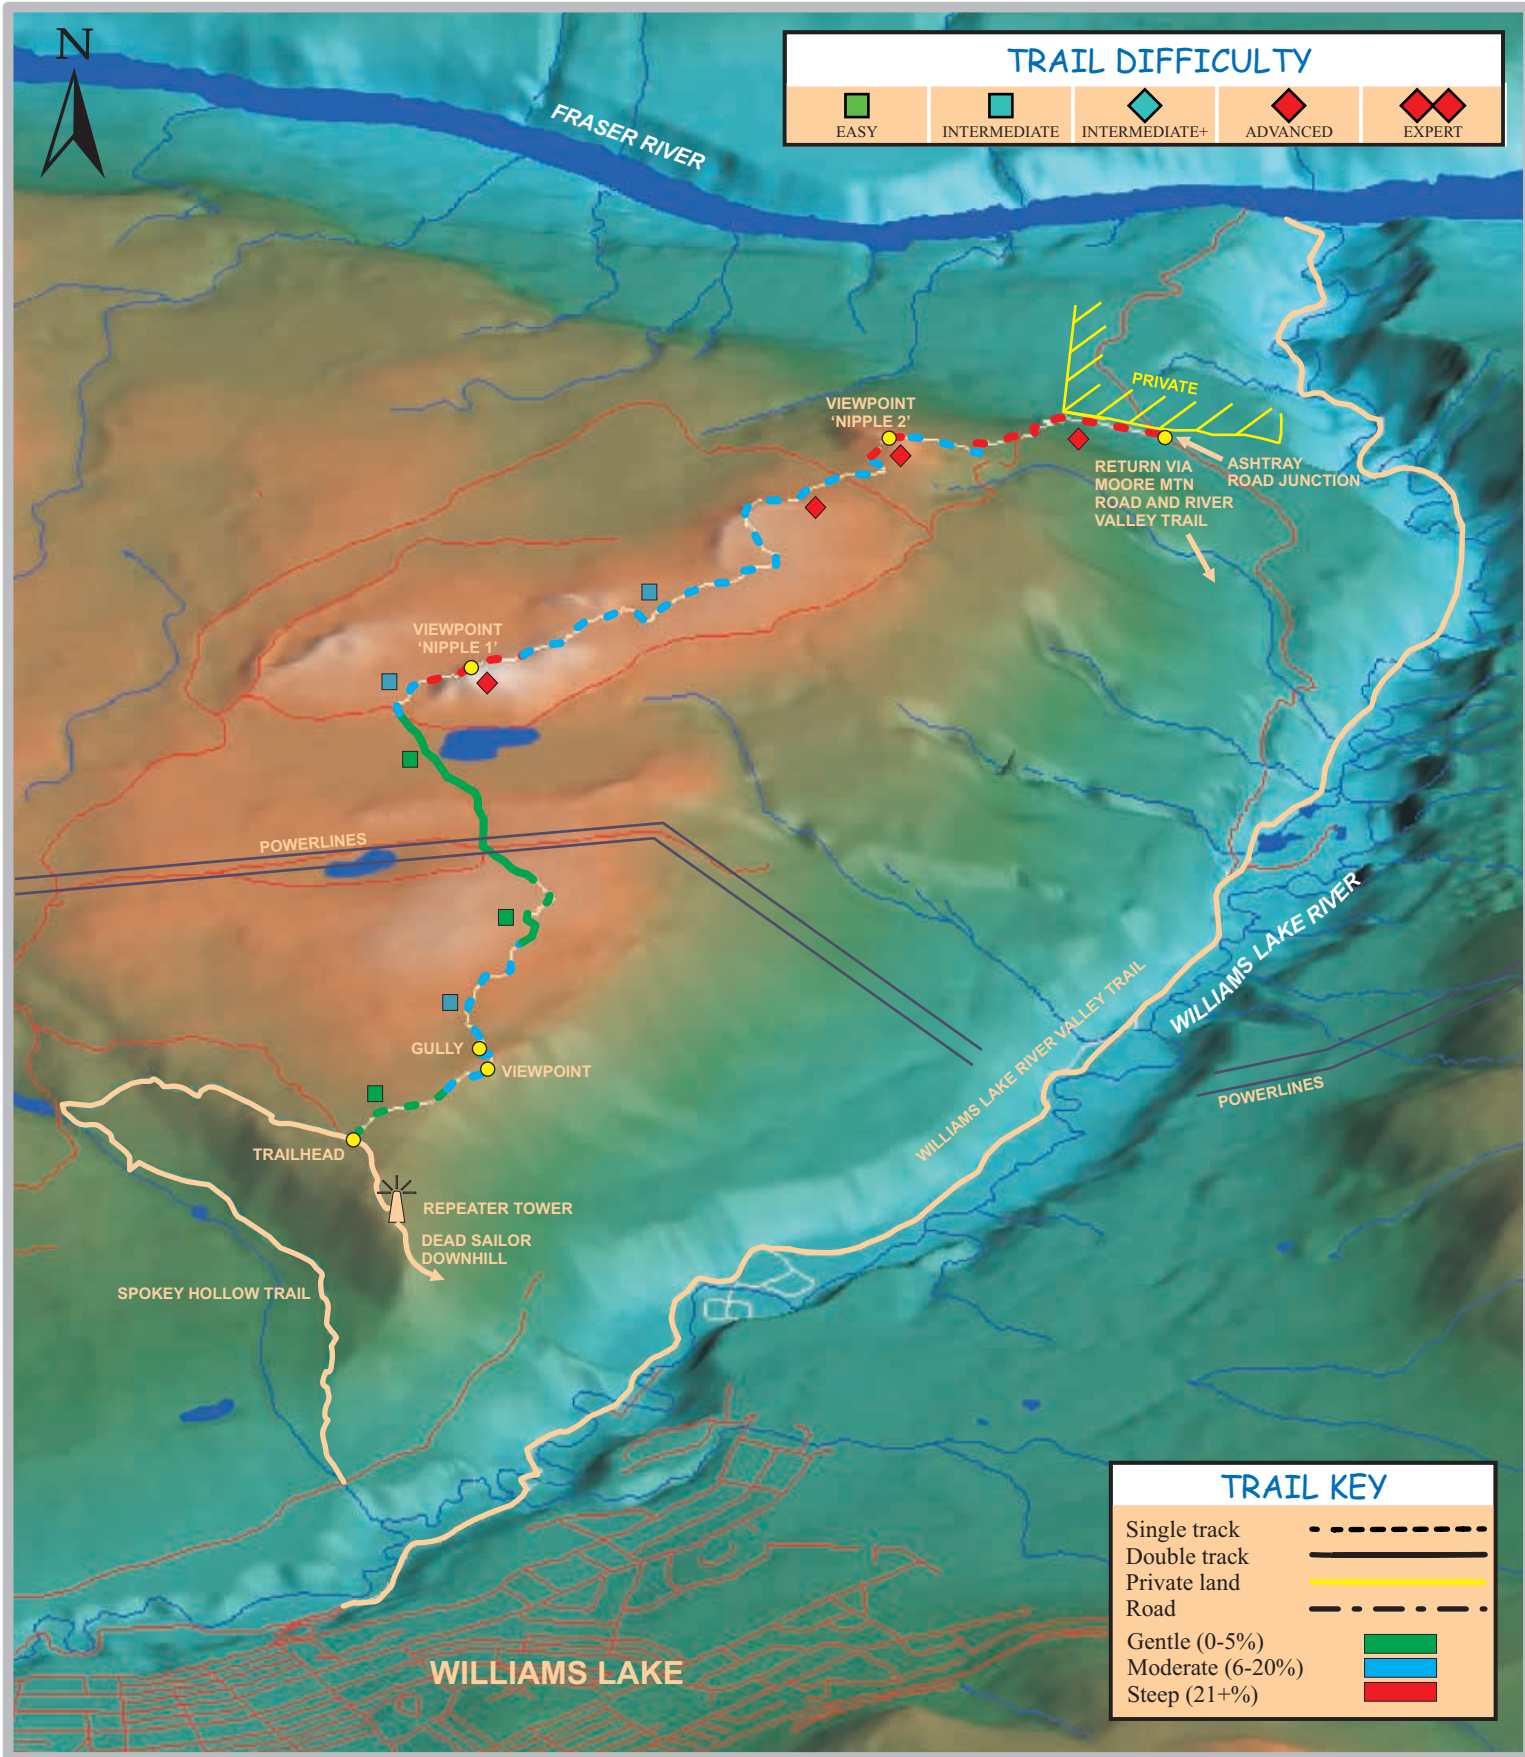 N
TRAIL DIFFICULTY
EASY
INTERMEDIATE
INTERMEDIATE+
ADVANCED
EXPERT
FRASER RIVER
PRIVATE
VIEWPOINT
‘NIPPLE 2’
ASHTRAY
ROAD JUNCTION
RETURN VIA
MOORE MTN
ROAD AND RIVER
VALLEY TRAIL
VIEWPOINT
‘NIPPLE 1’
POWERLINES
WILLIAMS LAKE RIVER
WILLIAMS LAKE RIVER VALLEY TRAIL
GULLY
VIEWPOINT
POWERLINES
TRAILHEAD
REPEATER TOWER
DEAD SAILOR
DOWNHILL
SPOKEY HOLLOW TRAIL
WILLIAMS LAKE
TRAIL KEY
Single track
Double track
Private land
Road
Gentle (0-5%)
Moderate (6-20%)
Steep (21+%)